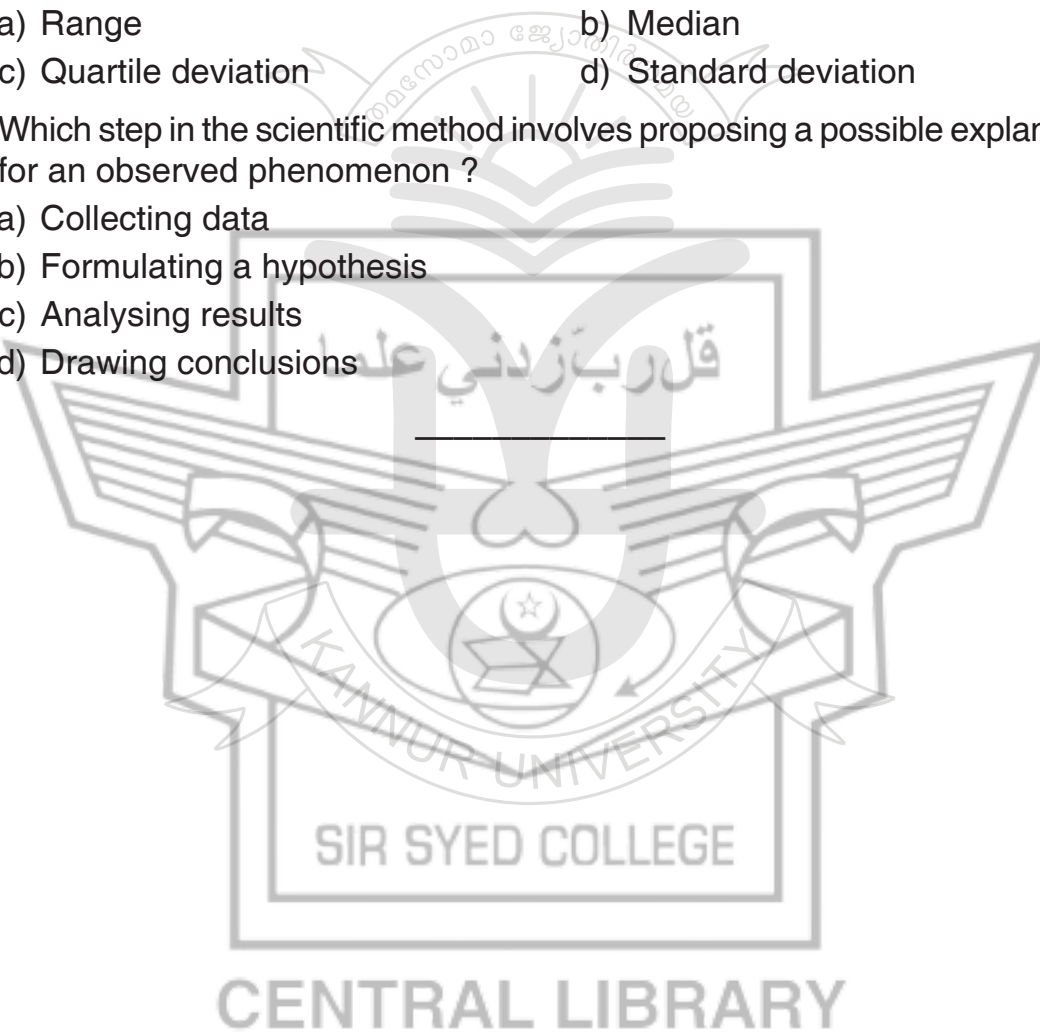 a) Range b) Median
c) Quartile deviation d) Standard deviation
Which step in the scientific method involves proposing a possible explan
for an observed phenomenon ?
a) Collecting data
b) Formulating a hypothesis
c) Analysing results
d) Drawing conclusions
തമസോമാ ജ്യോതിർഗമയ
قل ربّ زدني علما
KANNUR UNIVERSITY
SIR SYED COLLEGE
CENTRAL LIBRARY